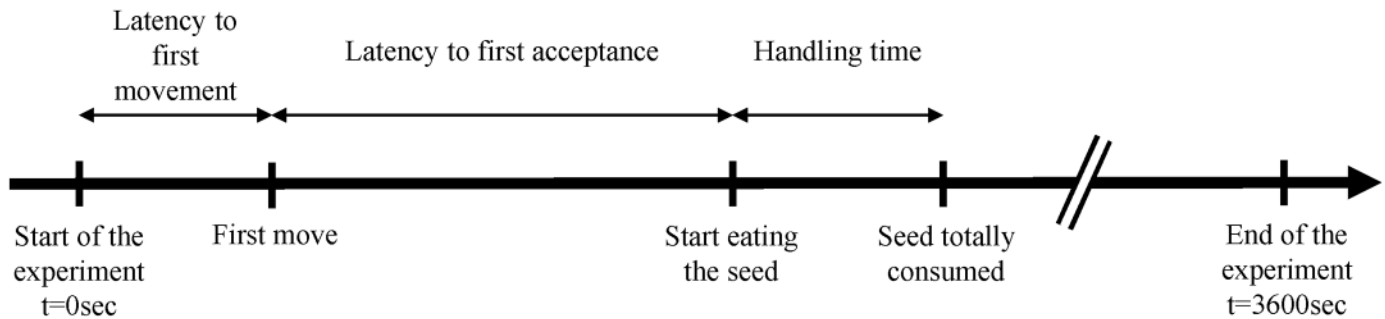 Latency to
first
movement
Latency to first acceptance
Handling time
Start of the
experiment
t=0sec
First move
Start eating
the seed
Seed totally
consumed
End of the
experiment
t=3600sec